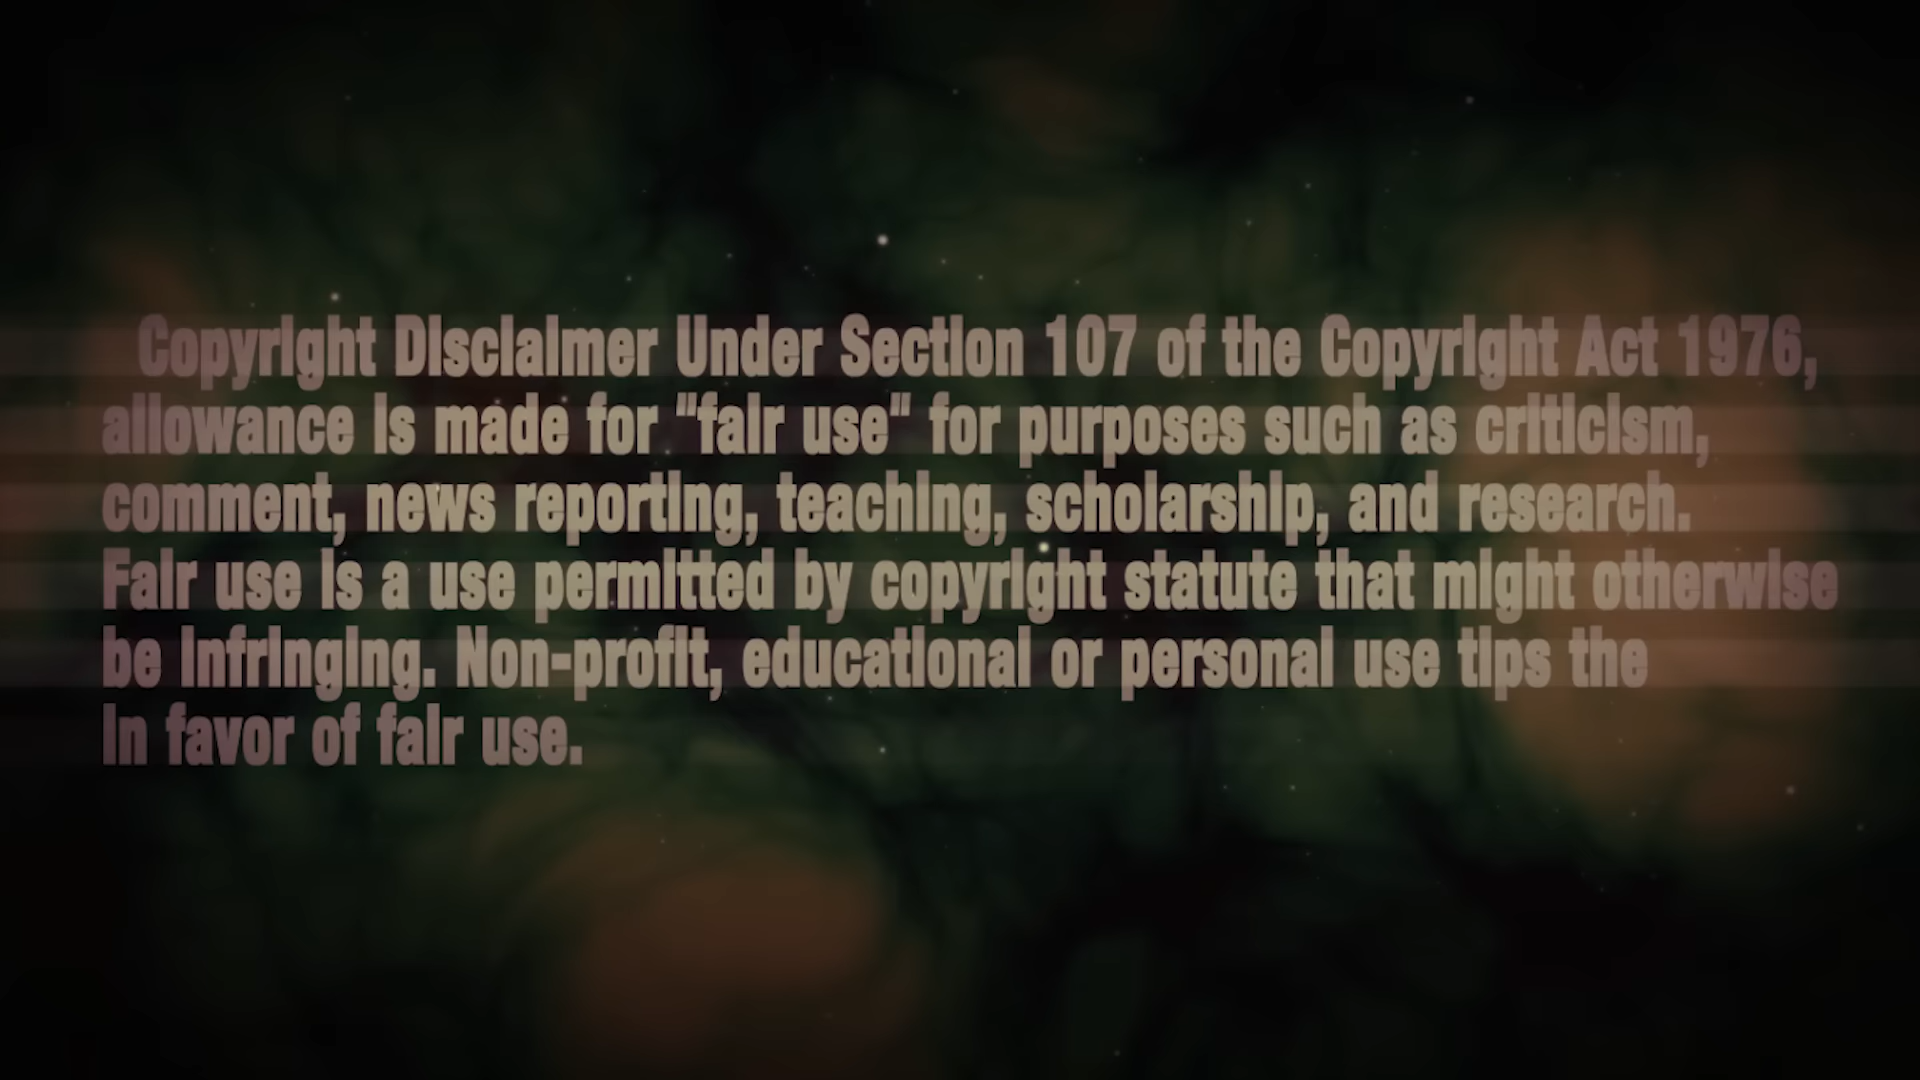 Copyright Disclaimer Under Section 107 of the Copyright Act 1976,
allowance is made for "fair use" for purposes such as criticism,
comment, news reporting, teaching, scholarship, and research.
Fair use is a use permitted by copyright statute that might otherwise
be infringing. Non-profit, educational or personal use tips the
in favor of fair use.